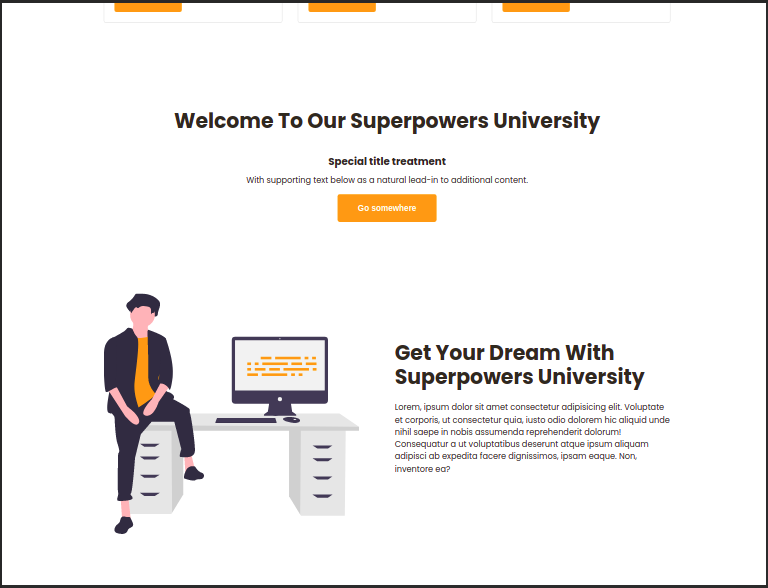 Welcome To Our Superpowers University
Special title treatment
With supporting text below as a natural lead-in to additional content.
Go somewhere
Get Your Dream With
Superpowers University
Lorem, ipsum dolor sit amet consectetur adipisicing elit. Voluptate
et corporis, ut consectetur quia, iusto odio dolorem hic aliquid unde
nihil saepe in nobis assumenda reprehenderit dolorum!
Consequatur a ut voluptatibus deserunt atque ipsum aliquam
adipisci ab expedita facere dignissimos, ipsam eaque. Non,
inventore ea?